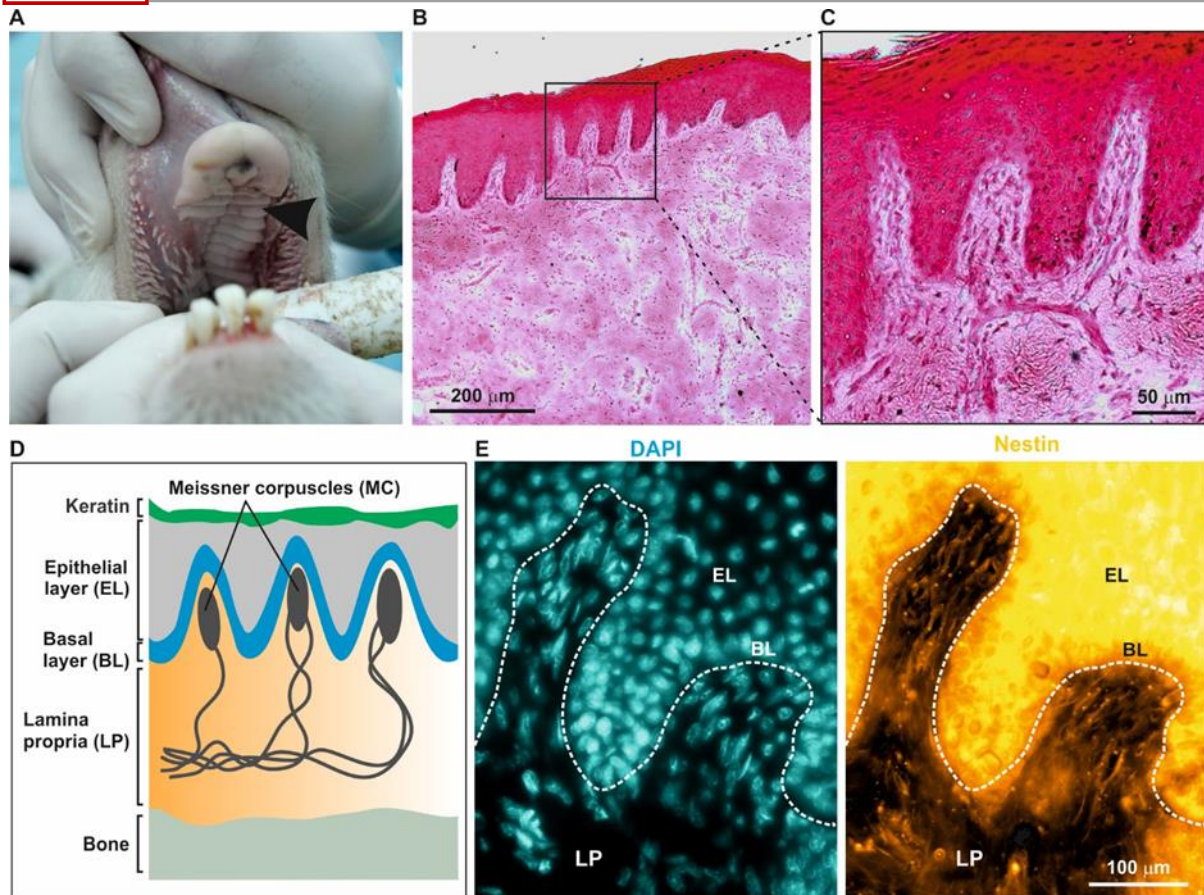 A
B
C
200 μm
50 μm
D
Meissner corpuscles (MC)
Keratin
Epithelial
layer (EL)
Basal
layer (BL)
Lamina
propria (LP)
Bone
E
DAPI
Nestin
EL
BL
LP
EL
BL
LP
100 μm